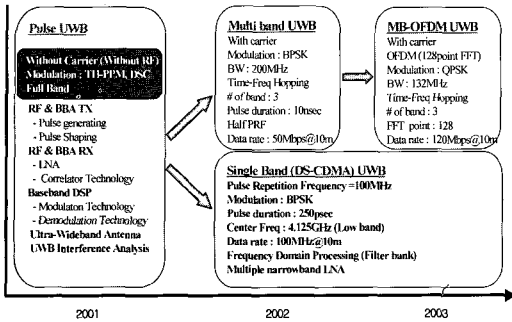 Pulse UWB
Without Carrier (Without RF)
Modulation : TH-PPM, DSC
Full Band
RF & BBA TX
- Pulse generating
- Pulse Shaping
RF & BBA RX
- LNA
- Correlator Technology
Baseband DSP
- Modulaton Technology
- Demodulation Technology
Ultra-Wideband Antenna
UWB Interference Analysis
Multi band UWB
With carrier
Modulation : BPSK
BW : 200MHz
Time-Freq Hopping
# of band : 3
Pulse duration : 10nsec
Half PRF
Data rate : 50Mbps@10m
MB-OFDM UWB
With carrier
OFDM (128point FFT)
Modulation : QPSK
BW : 132MHz
Time-Freq Hopping
# of band : 3
FFT point : 128
Data rate : 120Mbps@10m
Single Band (DS-CDMA) UWB
Pulse Repetition Frequency =100MHz
Modulation : BPSK
Pulse duration : 250psec
Center Freq : 4.125GHz (Low band)
Data rate : 100MHz@10m
Frequency Domain Processing (Filter bank)
Multiple narrowband LNA
2001
2002
2003